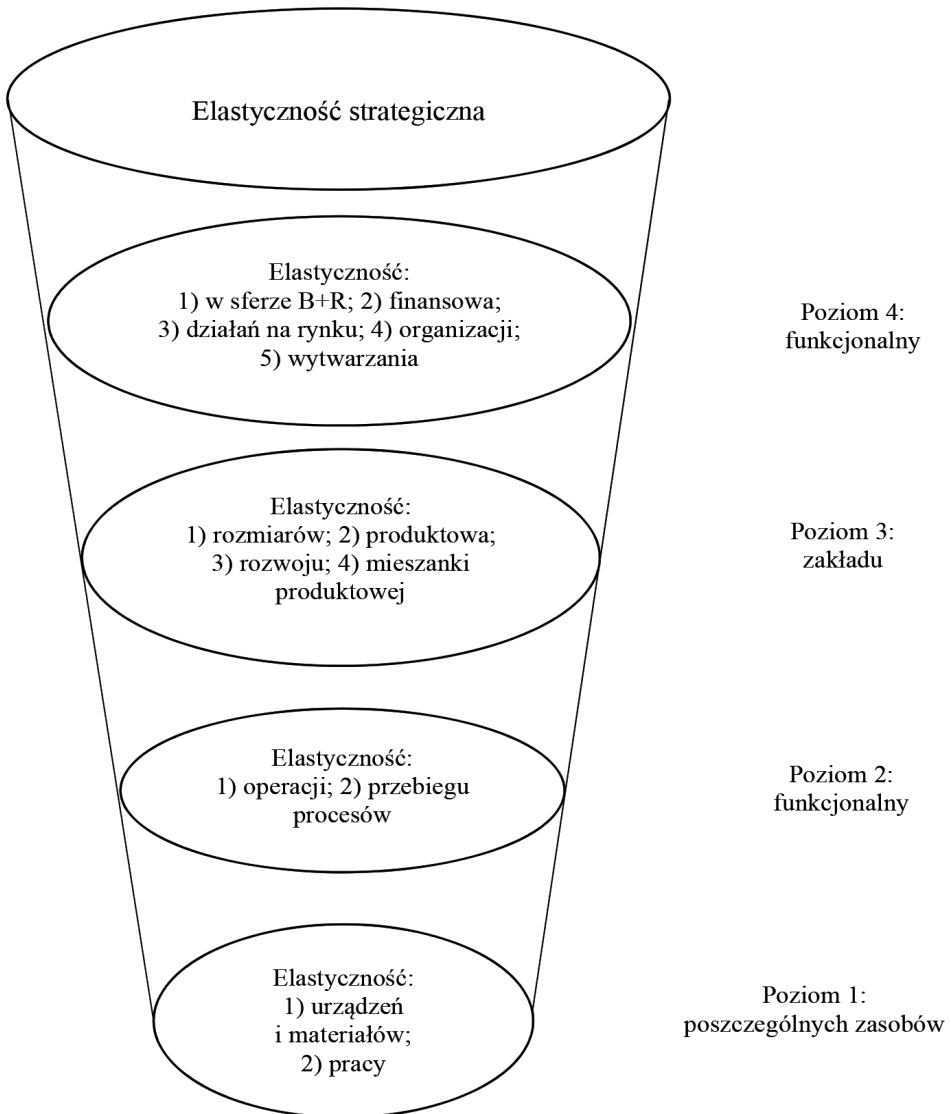 Elastyczność strategiczna
Elastyczność:
1) w sferze B+R; 2) finansowa;
3) działań na rynku; 4) organizacji;
5) wytwarzania
Poziom 4:
funkcjonalny
Elastyczność:
1) rozmiarów; 2) produktowa;
3) rozwoju; 4) mieszanki
produktowej
Poziom 3:
zakładu
Elastyczność:
1) operacji; 2) przebiegu
procesów
Poziom 2:
funkcjonalny
Elastyczność:
1) urządzeń
i materiałów;
2) pracy
Poziom 1:
poszczególnych zasobów